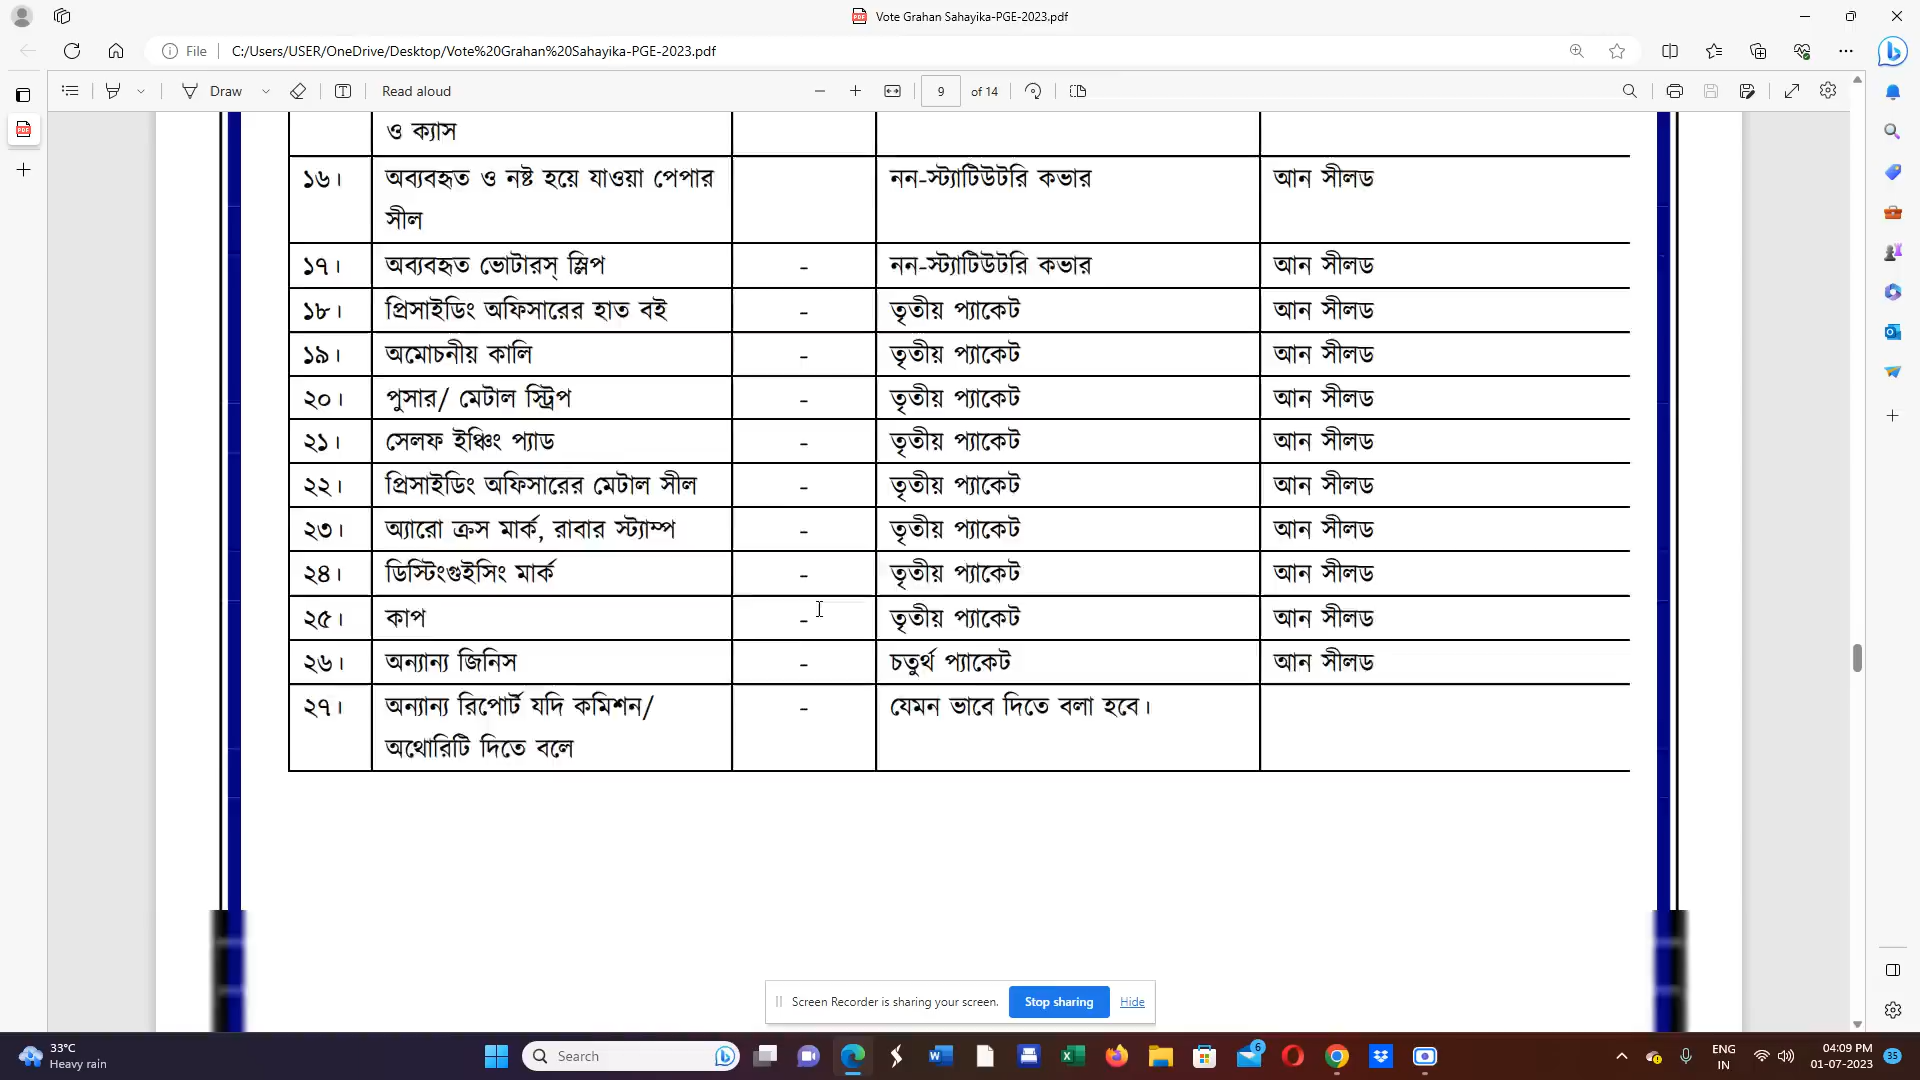 Vote Grahan Sahayika-PGE-2023.pdf
File C:/Users/USER/OneDrive/Desktop/Vote%20Grahan%20Sahayika-PGE-2023.pdf
Draw Read aloud 9 of 14
ও ক্যাস
১৬। অব্যবহৃত ও নষ্ট হয়ে যাওয়া পেপার নন-স্ট্যাটিউটরি কভার আন সীলড
সীল
১৭। অব্যবহৃত ভোটারস্ স্লিপ - নন-স্ট্যাটিউটরি কভার আন সীলড
১৮। প্রিসাইডিং অফিসারের হাত বই - তৃতীয় প্যাকেট আন সীলড
১৯। অমোচনীয় কালি - তৃতীয় প্যাকেট আন সীলড
২০। পুসার/ মেটাল স্ট্রিপ - তৃতীয় প্যাকেট আন সীলড
২১। সেলফ ইঞ্চিং প্যাড - তৃতীয় প্যাকেট আন সীলড
২২। প্রিসাইডিং অফিসারের মেটাল সীল - তৃতীয় প্যাকেট আন সীলড
২৩। অ্যারো ক্রস মার্ক, রাবার স্ট্যাম্প - তৃতীয় প্যাকেট আন সীলড
২৪। ডিস্টিংগুইসিং মার্ক - তৃতীয় প্যাকেট আন সীলড
২৫। কাপ - তৃতীয় প্যাকেট আন সীলড
২৬। অন্যান্য জিনিস - চতুর্থ প্যাকেট আন সীলড
২৭। অন্যান্য রিপোর্ট যদি কমিশন/ - যেমন ভাবে দিতে বলা হবে।
অথোরিটি দিতে বলে
Screen Recorder is sharing your screen. Stop sharing Hide
33°C
Heavy rain
Search
6
ENG
IN
04:09 PM
01-07-2023
35